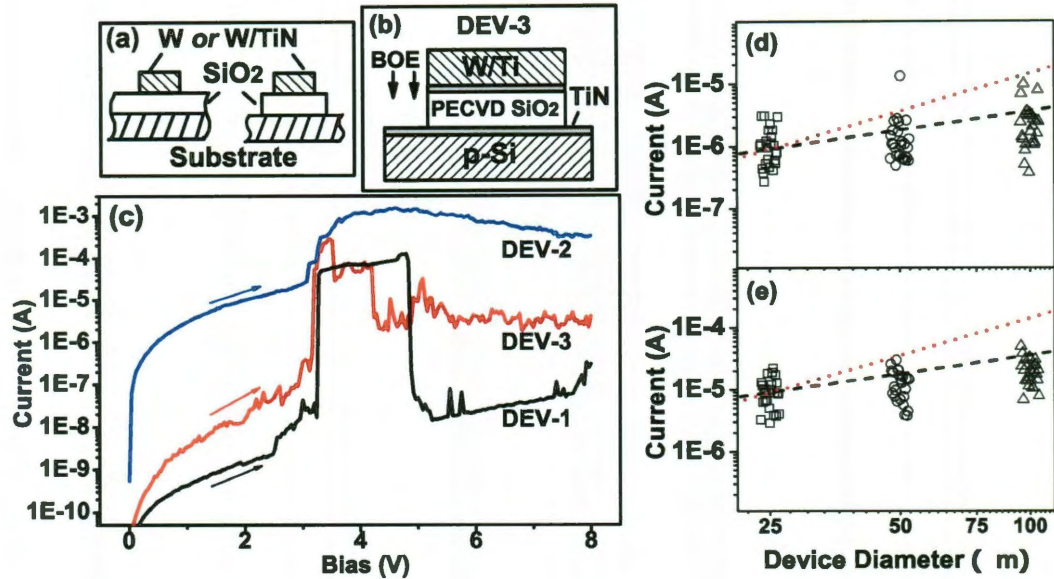 (a)
W or W/TiN
SiO2
Substrate
(b)
DEV-3
BOE
W/Ti
PECVD SiO2
TiN
p-Si
(c)
1E-3
1E-4
1E-5
1E-6
1E-7
1E-8
1E-9
1E-10
Current (A)
DEV-2
DEV-3
DEV-1
0
2
4
6
8
Bias (V)
(d)
1E-5
1E-6
1E-7
Current (A)
(e)
1E-4
1E-5
1E-6
Current (A)
25
50
100
Device Diameter ( m)